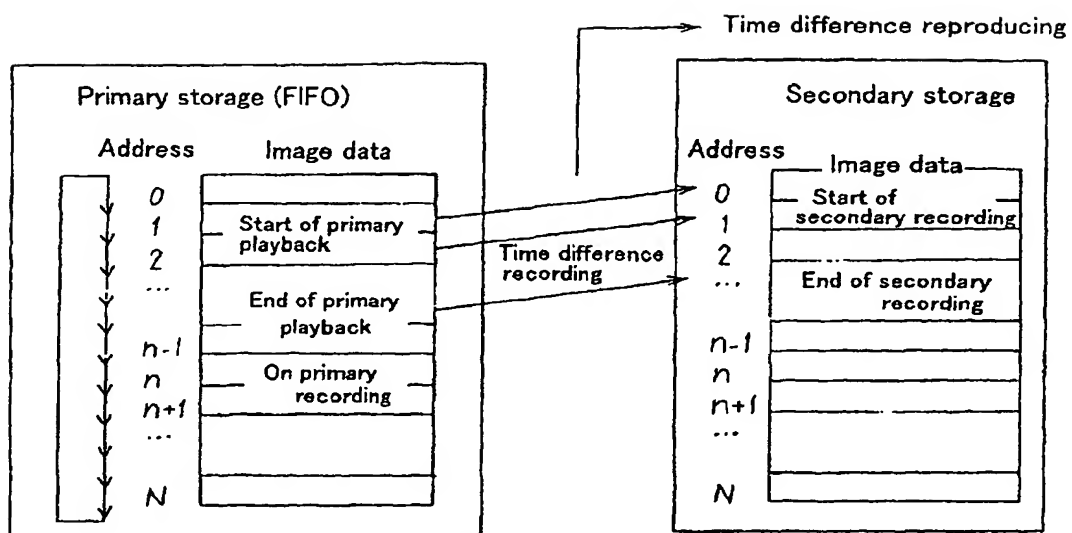 Time difference reproducing
Primary storage (FIFO)
Address
Image data
0
1
2
...
n-1
n
n+1
...
N
Start of primary
playback
End of primary
playback
On primary
recording
Time difference
recording
Secondary storage
Address
Image data
0
1
2
...
n-1
n
n+1
...
N
Start of
secondary recording
End of secondary
recording